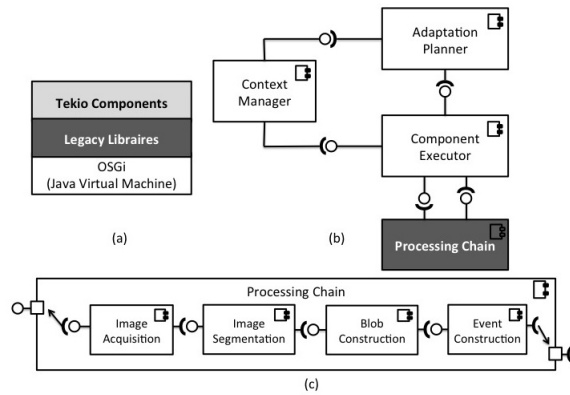 Tekio Components
Legacy Libraires
OSGi
(Java Virtual Machine)
(a)
Context
Manager
Adaptation
Planner
Component
Executor
Processing Chain
(b)
Processing Chain
Image
Acquisition
Image
Segmentation
Blob
Construction
Event
Construction
(c)